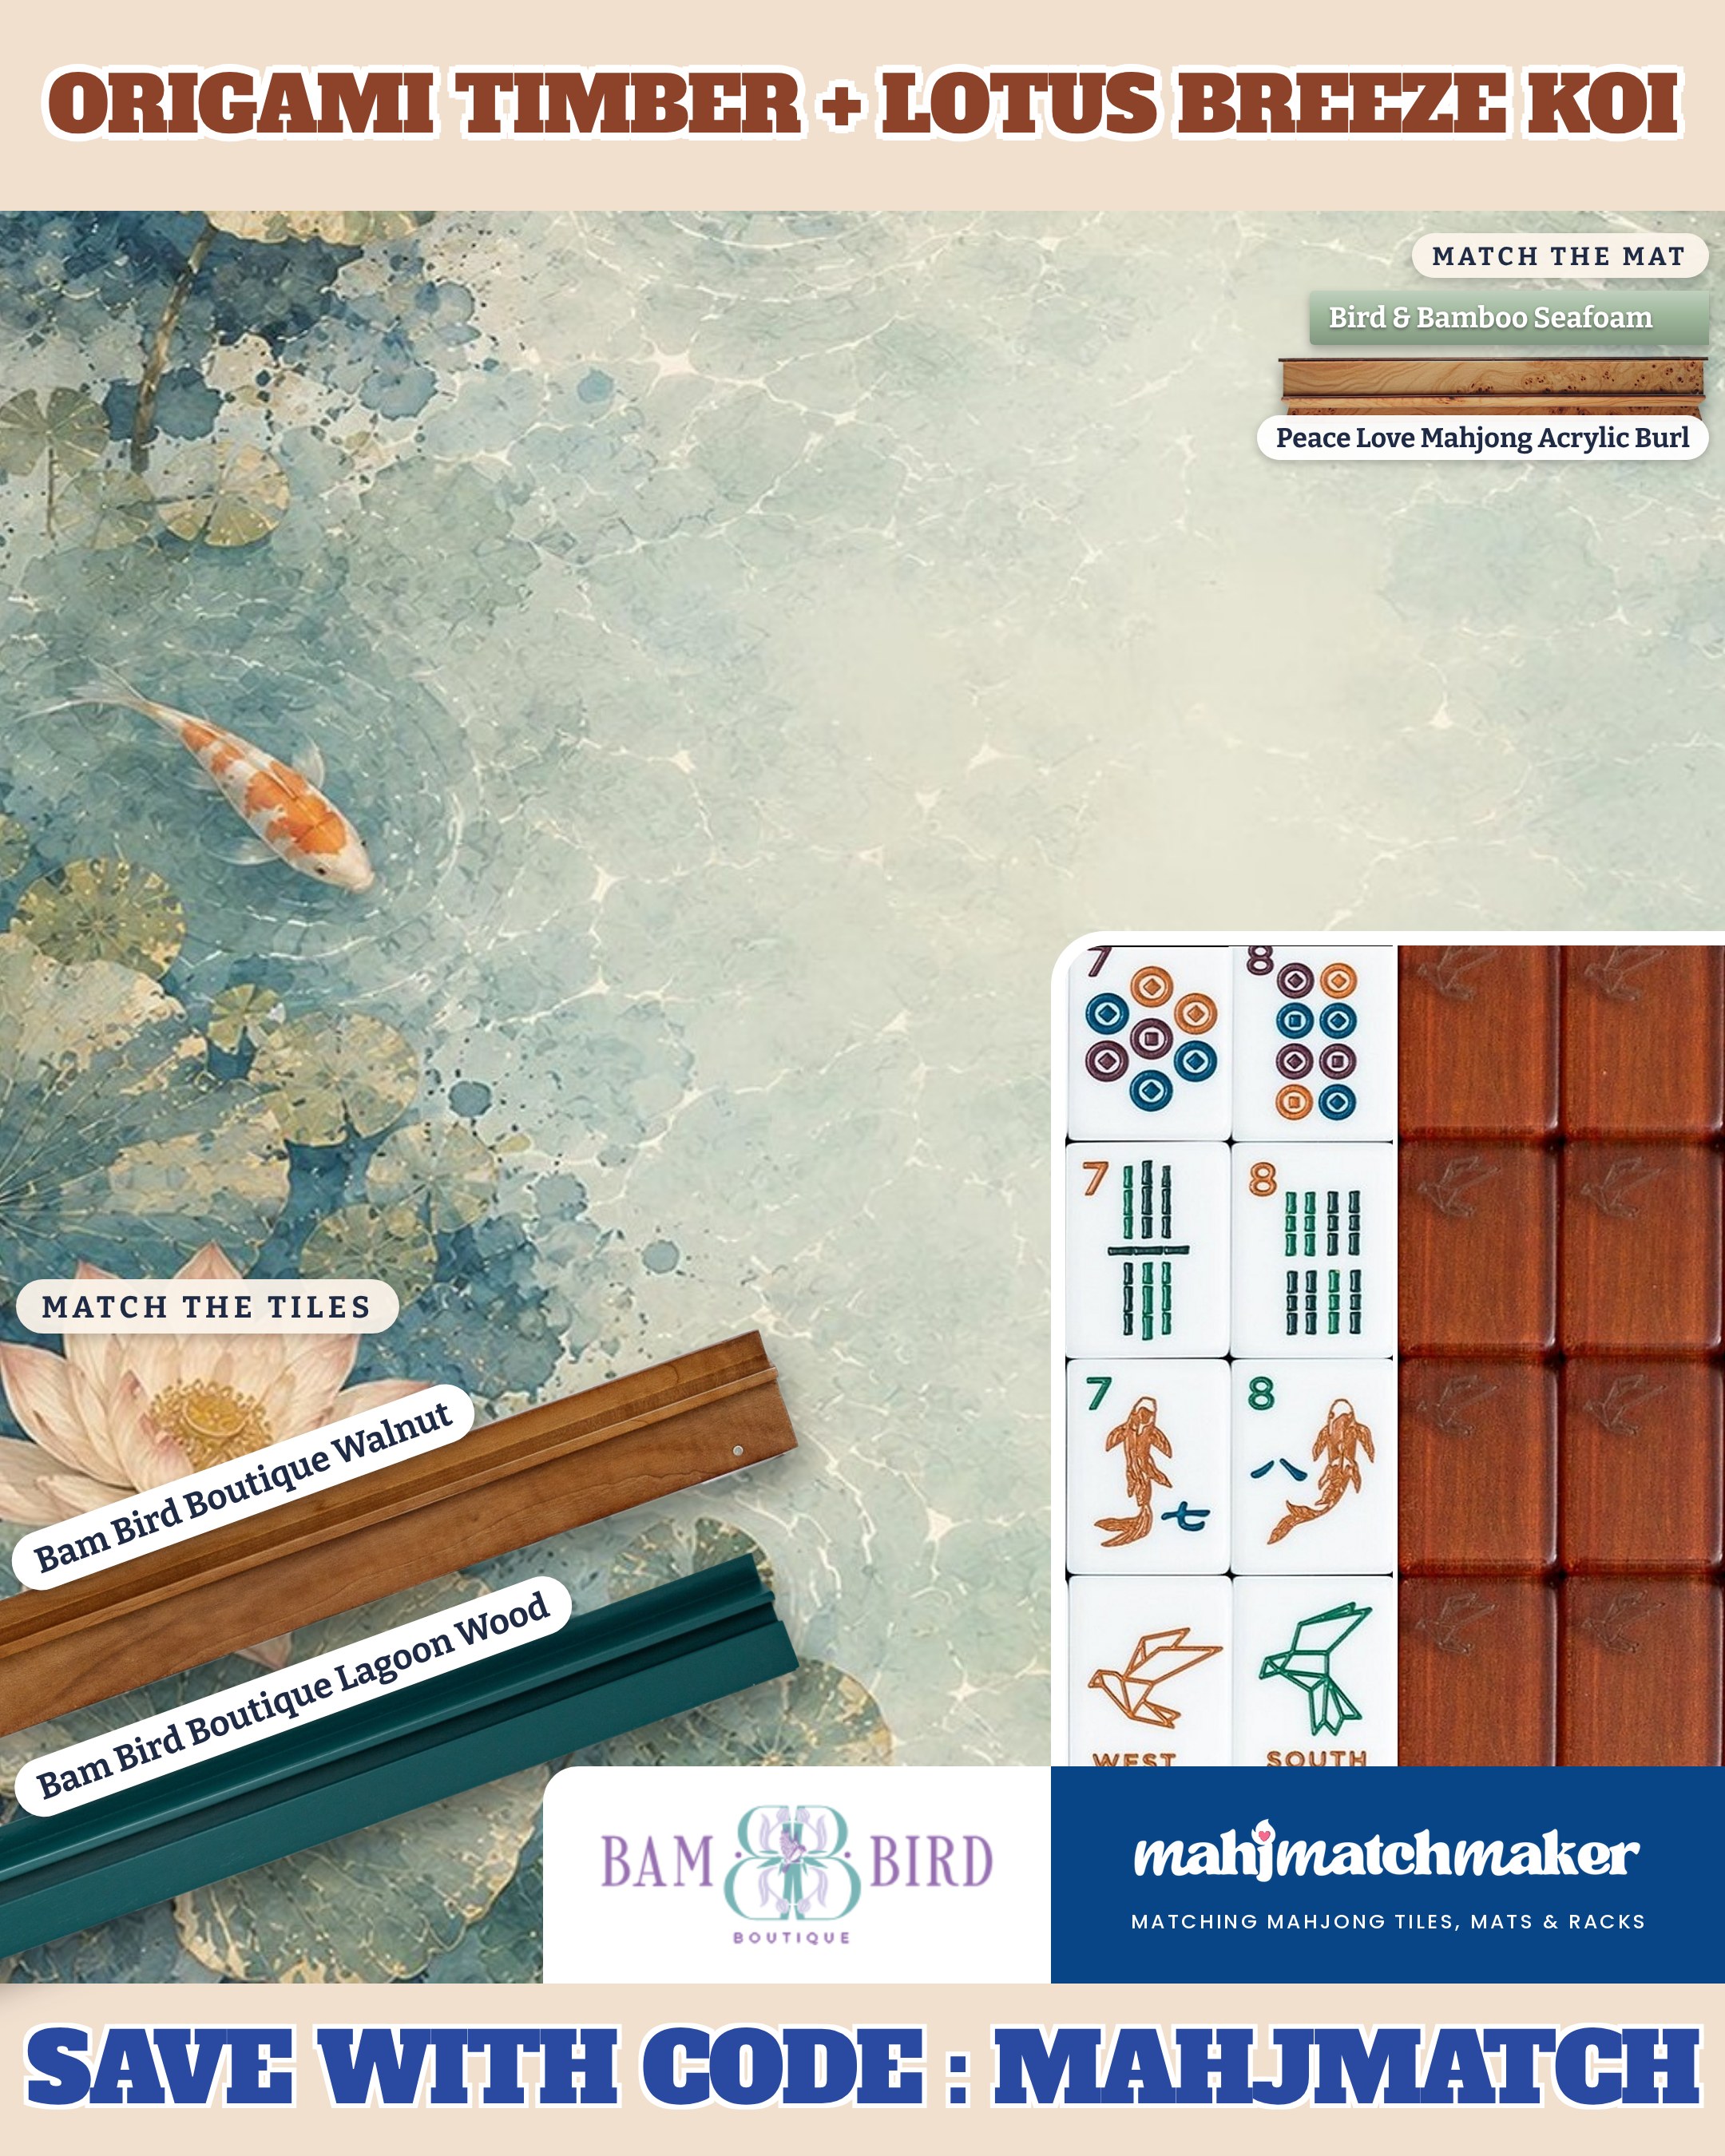 ORIGAMI TIMBER + LOTUS BREEZE KOI
MATCH THE MAT
Bird & Bamboo Seafoam
Peace Love Mahjong Acrylic Burl
7 8
7 8
7 8
七 八
WEST SOUTH
MATCH THE TILES
Bam Bird Boutique Walnut
Bam Bird Boutique Lagoon Wood
BAM BIRD
BOUTIQUE
mahjmatchmaker
MATCHING MAHJONG TILES, MATS & RACKS
SAVE WITH CODE : MAHJMATCH